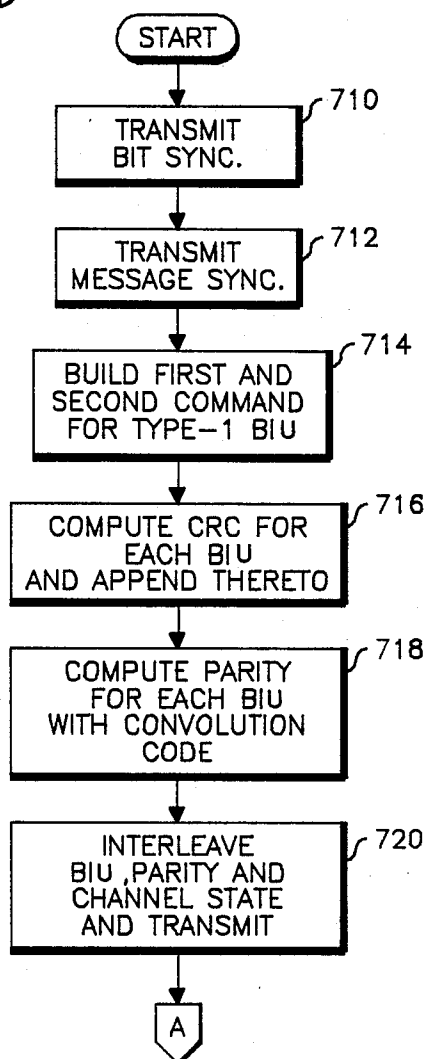 START
710
TRANSMIT
BIT SYNC.
712
TRANSMIT
MESSAGE SYNC.
714
BUILD FIRST AND
SECOND COMMAND
FOR TYPE-1 BIU
716
COMPUTE CRC FOR
EACH BIU
AND APPEND THERETO
718
COMPUTE PARITY
FOR EACH BIU
WITH CONVOLUTION
CODE
720
INTERLEAVE
BIU, PARITY AND
CHANNEL STATE
AND TRANSMIT
A